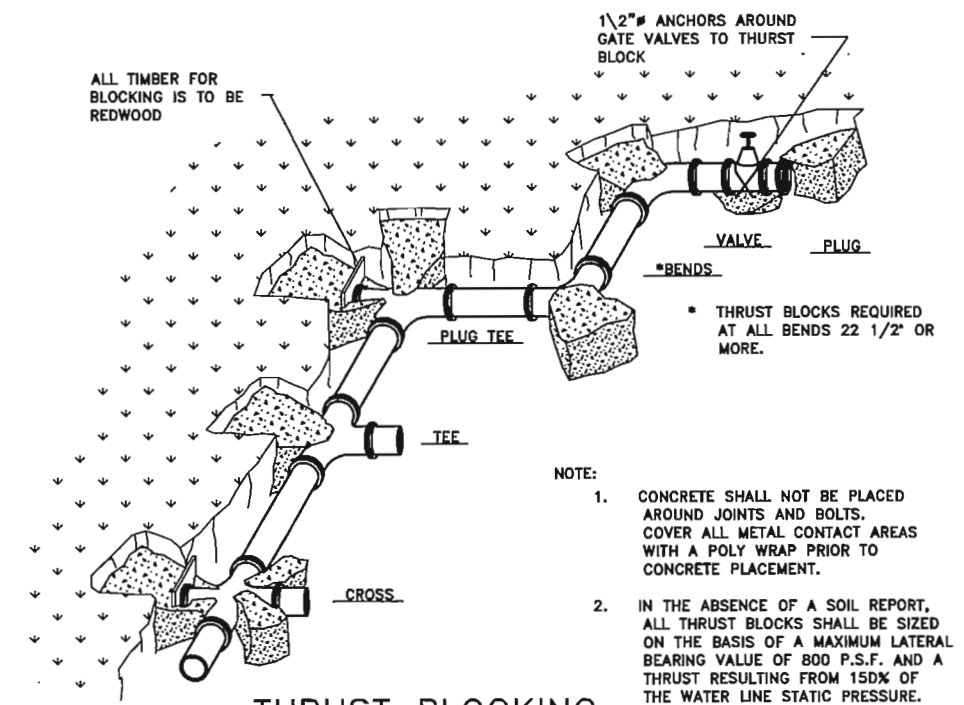 1\2"ø ANCHORS AROUND
GATE VALVES TO THURST
BLOCK
ALL TIMBER FOR
BLOCKING IS TO BE
REDWOOD
VALVE
PLUG
*BENDS
* THRUST BLOCKS REQUIRED
AT ALL BENDS 22 1/2° OR
MORE.
PLUG TEE
TEE
CROSS
NOTE:
1. CONCRETE SHALL NOT BE PLACED
AROUND JOINTS AND BOLTS.
COVER ALL METAL CONTACT AREAS
WITH A POLY WRAP PRIOR TO
CONCRETE PLACEMENT.
2. IN THE ABSENCE OF A SOIL REPORT,
ALL THRUST BLOCKS SHALL BE SIZED
ON THE BASIS OF A MAXIMUM LATERAL
BEARING VALUE OF 800 P.S.F. AND A
THRUST RESULTING FROM 15D% OF
THE WATER LINE STATIC PRESSURE.
THRUST BLOCKING